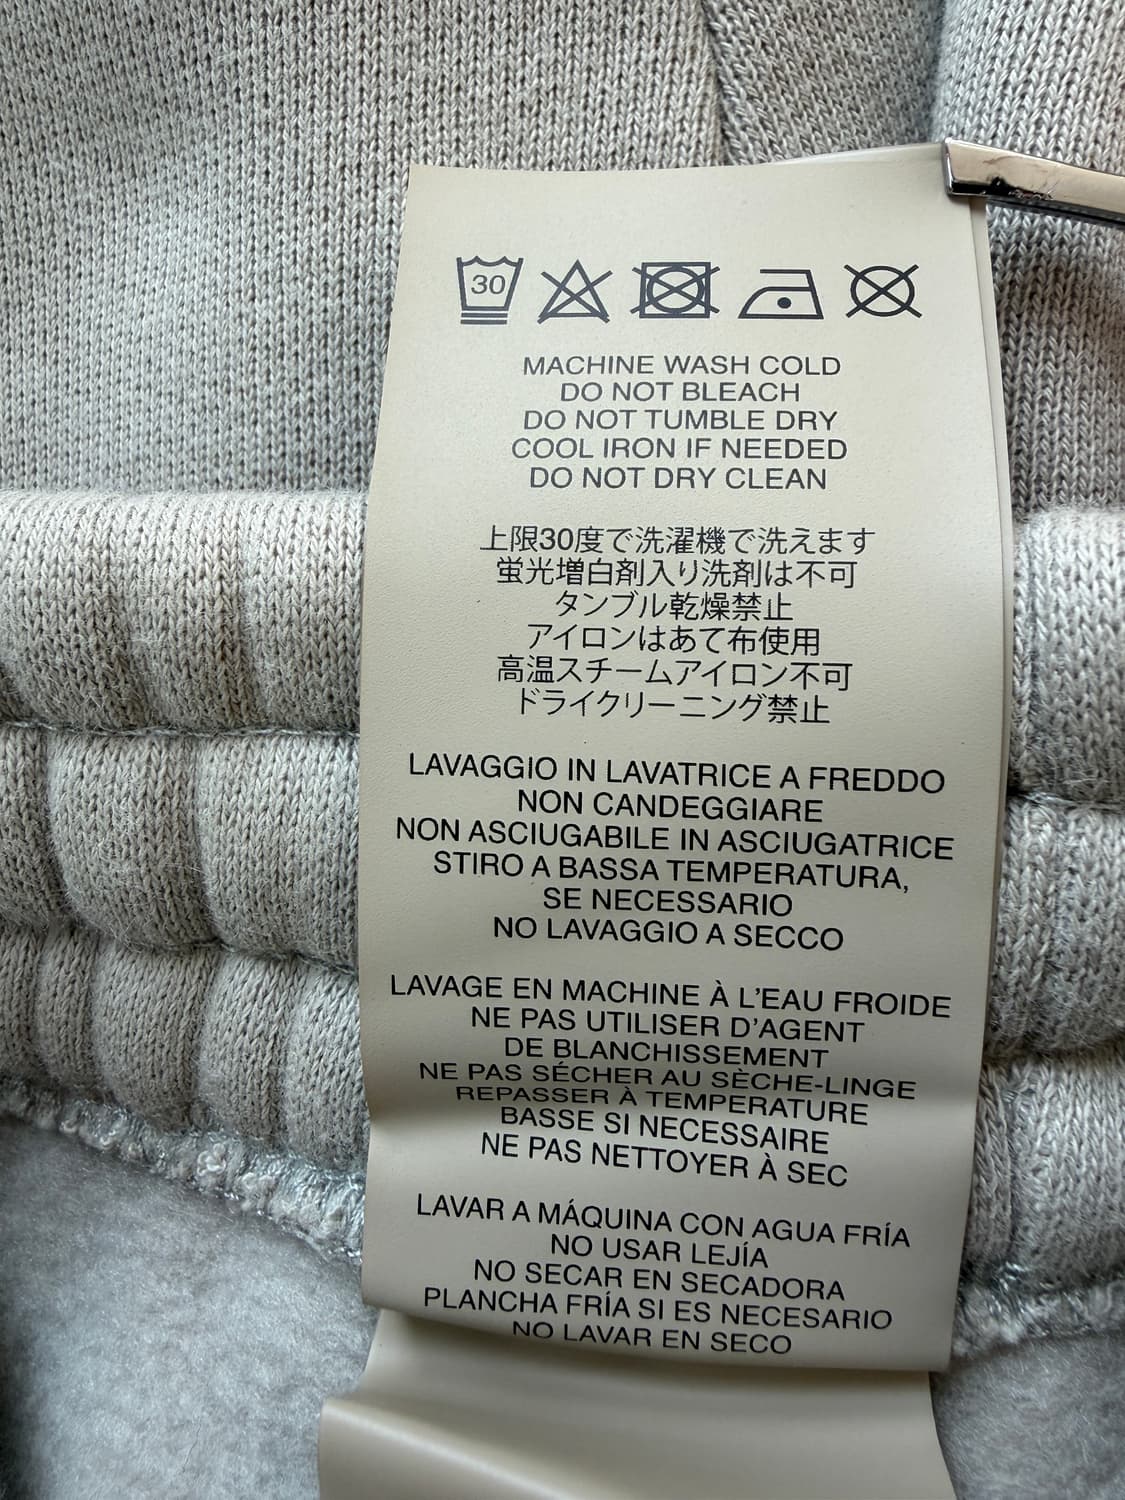 30
MACHINE WASH COLD
DO NOT BLEACH
DO NOT TUMBLE DRY
COOL IRON IF NEEDED
DO NOT DRY CLEAN
上限30度で洗濯機で洗えます
蛍光増白剤入り洗剤は不可
タンブル乾燥禁止
アイロンはあて布使用
高温スチームアイロン不可
ドライクリーニング禁止
LAVAGGIO IN LAVATRICE A FREDDO
NON CANDEGGIARE
NON ASCIUGABILE IN ASCIUGATRICE
STIRO A BASSA TEMPERATURA,
SE NECESSARIO
NO LAVAGGIO A SECCO
LAVAGE EN MACHINE À L'EAU FROIDE
NE PAS UTILISER D'AGENT
DE BLANCHISSEMENT
NE PAS SÉCHER AU SÈCHE-LINGE
REPASSER À TEMPERATURE
BASSE SI NECESSAIRE
NE PAS NETTOYER À SEC
LAVAR A MÁQUINA CON AGUA FRÍA
NO USAR LEJÍA
NO SECAR EN SECADORA
PLANCHA FRÍA SI ES NECESARIO
NO LAVAR EN SECO